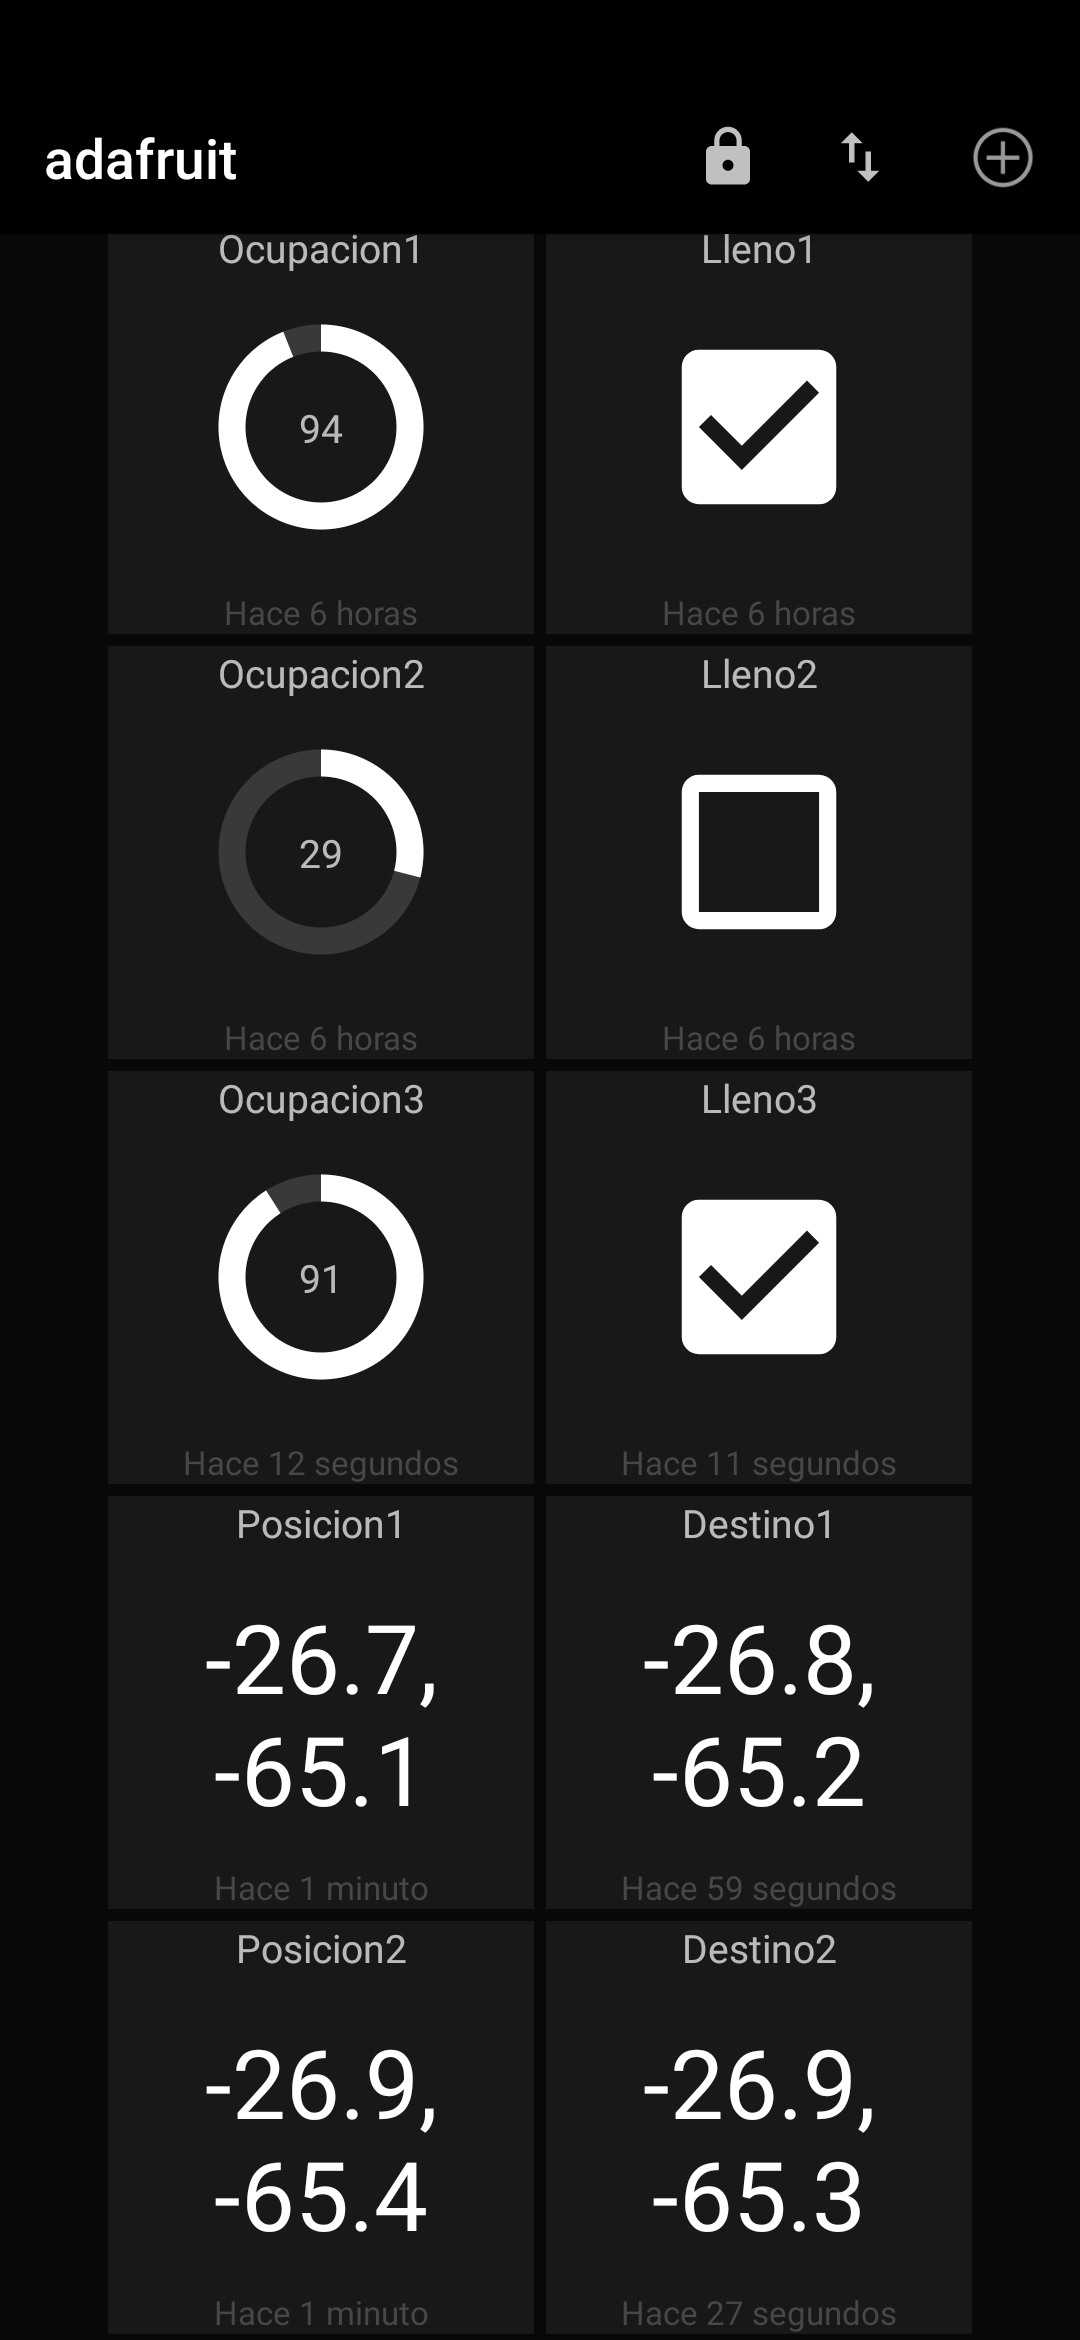 adafruit
Ocupacion1
Lleno1
94
Hace 6 horas
Hace 6 horas
Ocupacion2
Lleno2
29
Hace 6 horas
Hace 6 horas
Ocupacion3
Lleno3
91
Hace 12 segundos
Hace 11 segundos
Posicion1
Destino1
-26.7,
-65.1
-26.8,
-65.2
Hace 1 minuto
Hace 59 segundos
Posicion2
Destino2
-26.9,
-65.4
-26.9,
-65.3
Hace 1 minuto
Hace 27 segundos